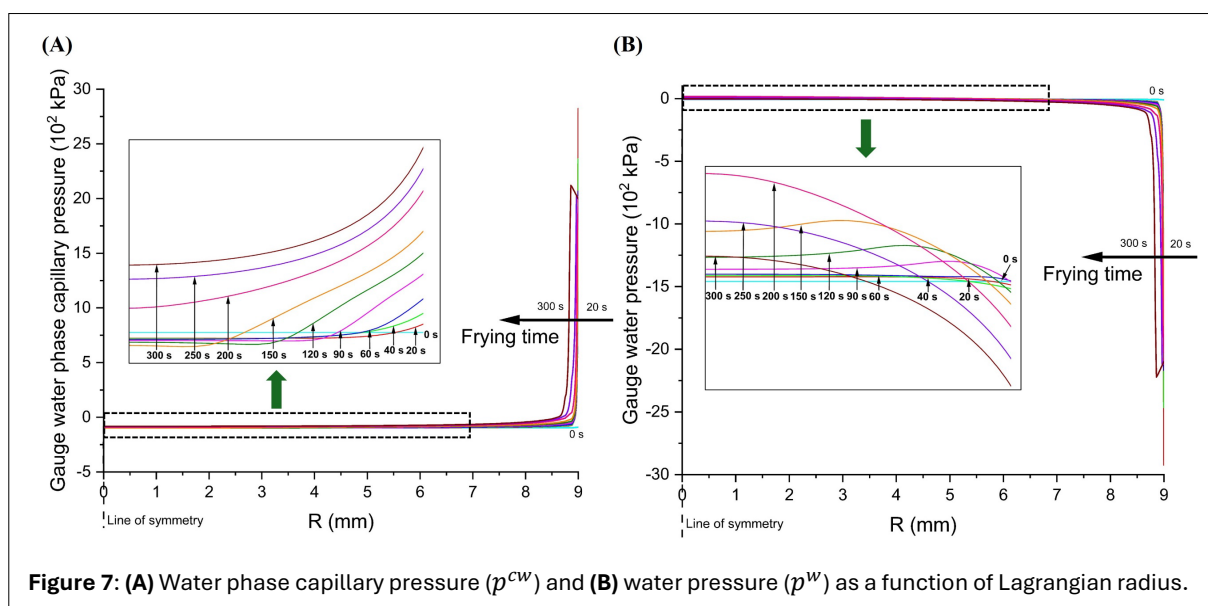 (A)
(B)
Gauge water phase capillary pressure (10² kPa)
30
25
20
15
10
5
0
-5
300 s
250 s
200 s
150 s
120 s
90 s
60 s
40 s
20 s
0 s
300 s
20 s
Frying time
0 s
0
1
2
3
4
5
6
7
8
9
Line of symmetry
R (mm)
Gauge water pressure (10² kPa)
0
-5
-10
-15
-20
-25
-30
0 s
300 s
250 s
200 s
150 s
120 s
90 s
60 s
40 s
20 s
0 s
300 s
20 s
Frying time
0
1
2
3
4
5
6
7
8
9
Line of symmetry
R (mm)
Figure 7: (A) Water phase capillary pressure (p^{cw}) and (B) water pressure (p^w) as a function of Lagrangian radius.